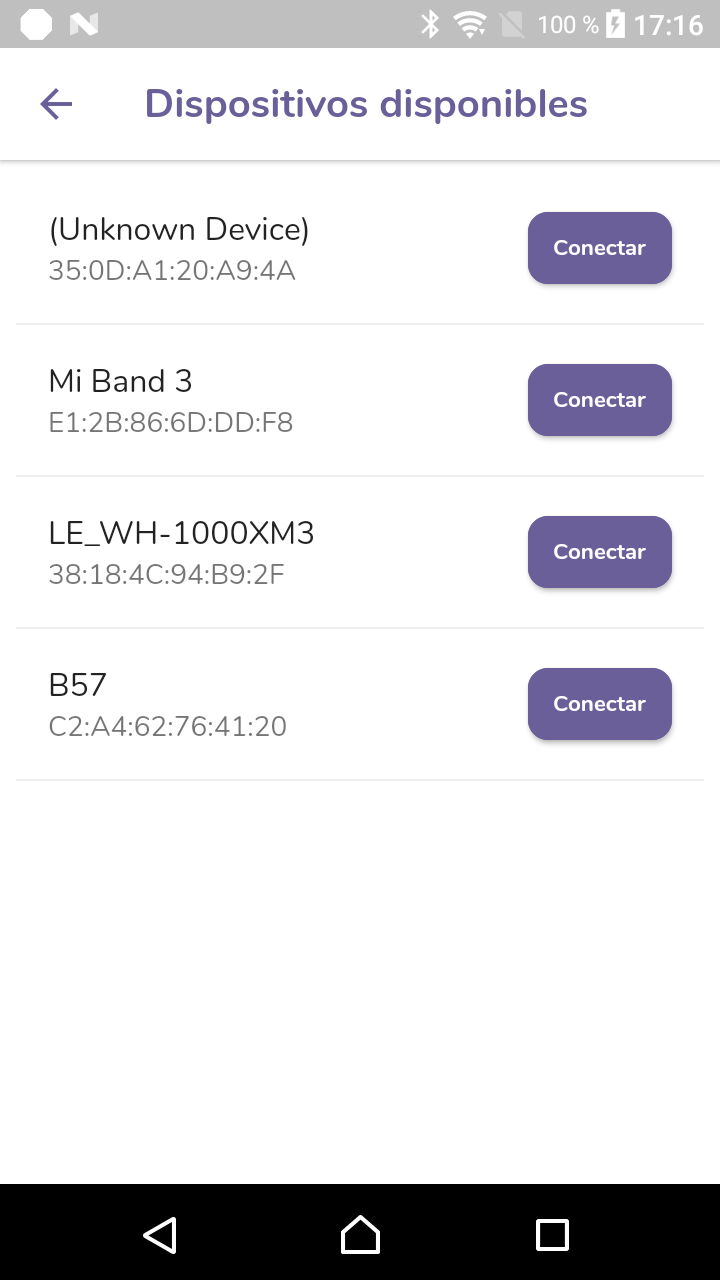 100 % 17:16
Dispositivos disponibles
(Unknown Device)
35:0D:A1:20:A9:4A
Conectar
Mi Band 3
E1:2B:86:6D:DD:F8
Conectar
LE_WH-1000XM3
38:18:4C:94:B9:2F
Conectar
B57
C2:A4:62:76:41:20
Conectar